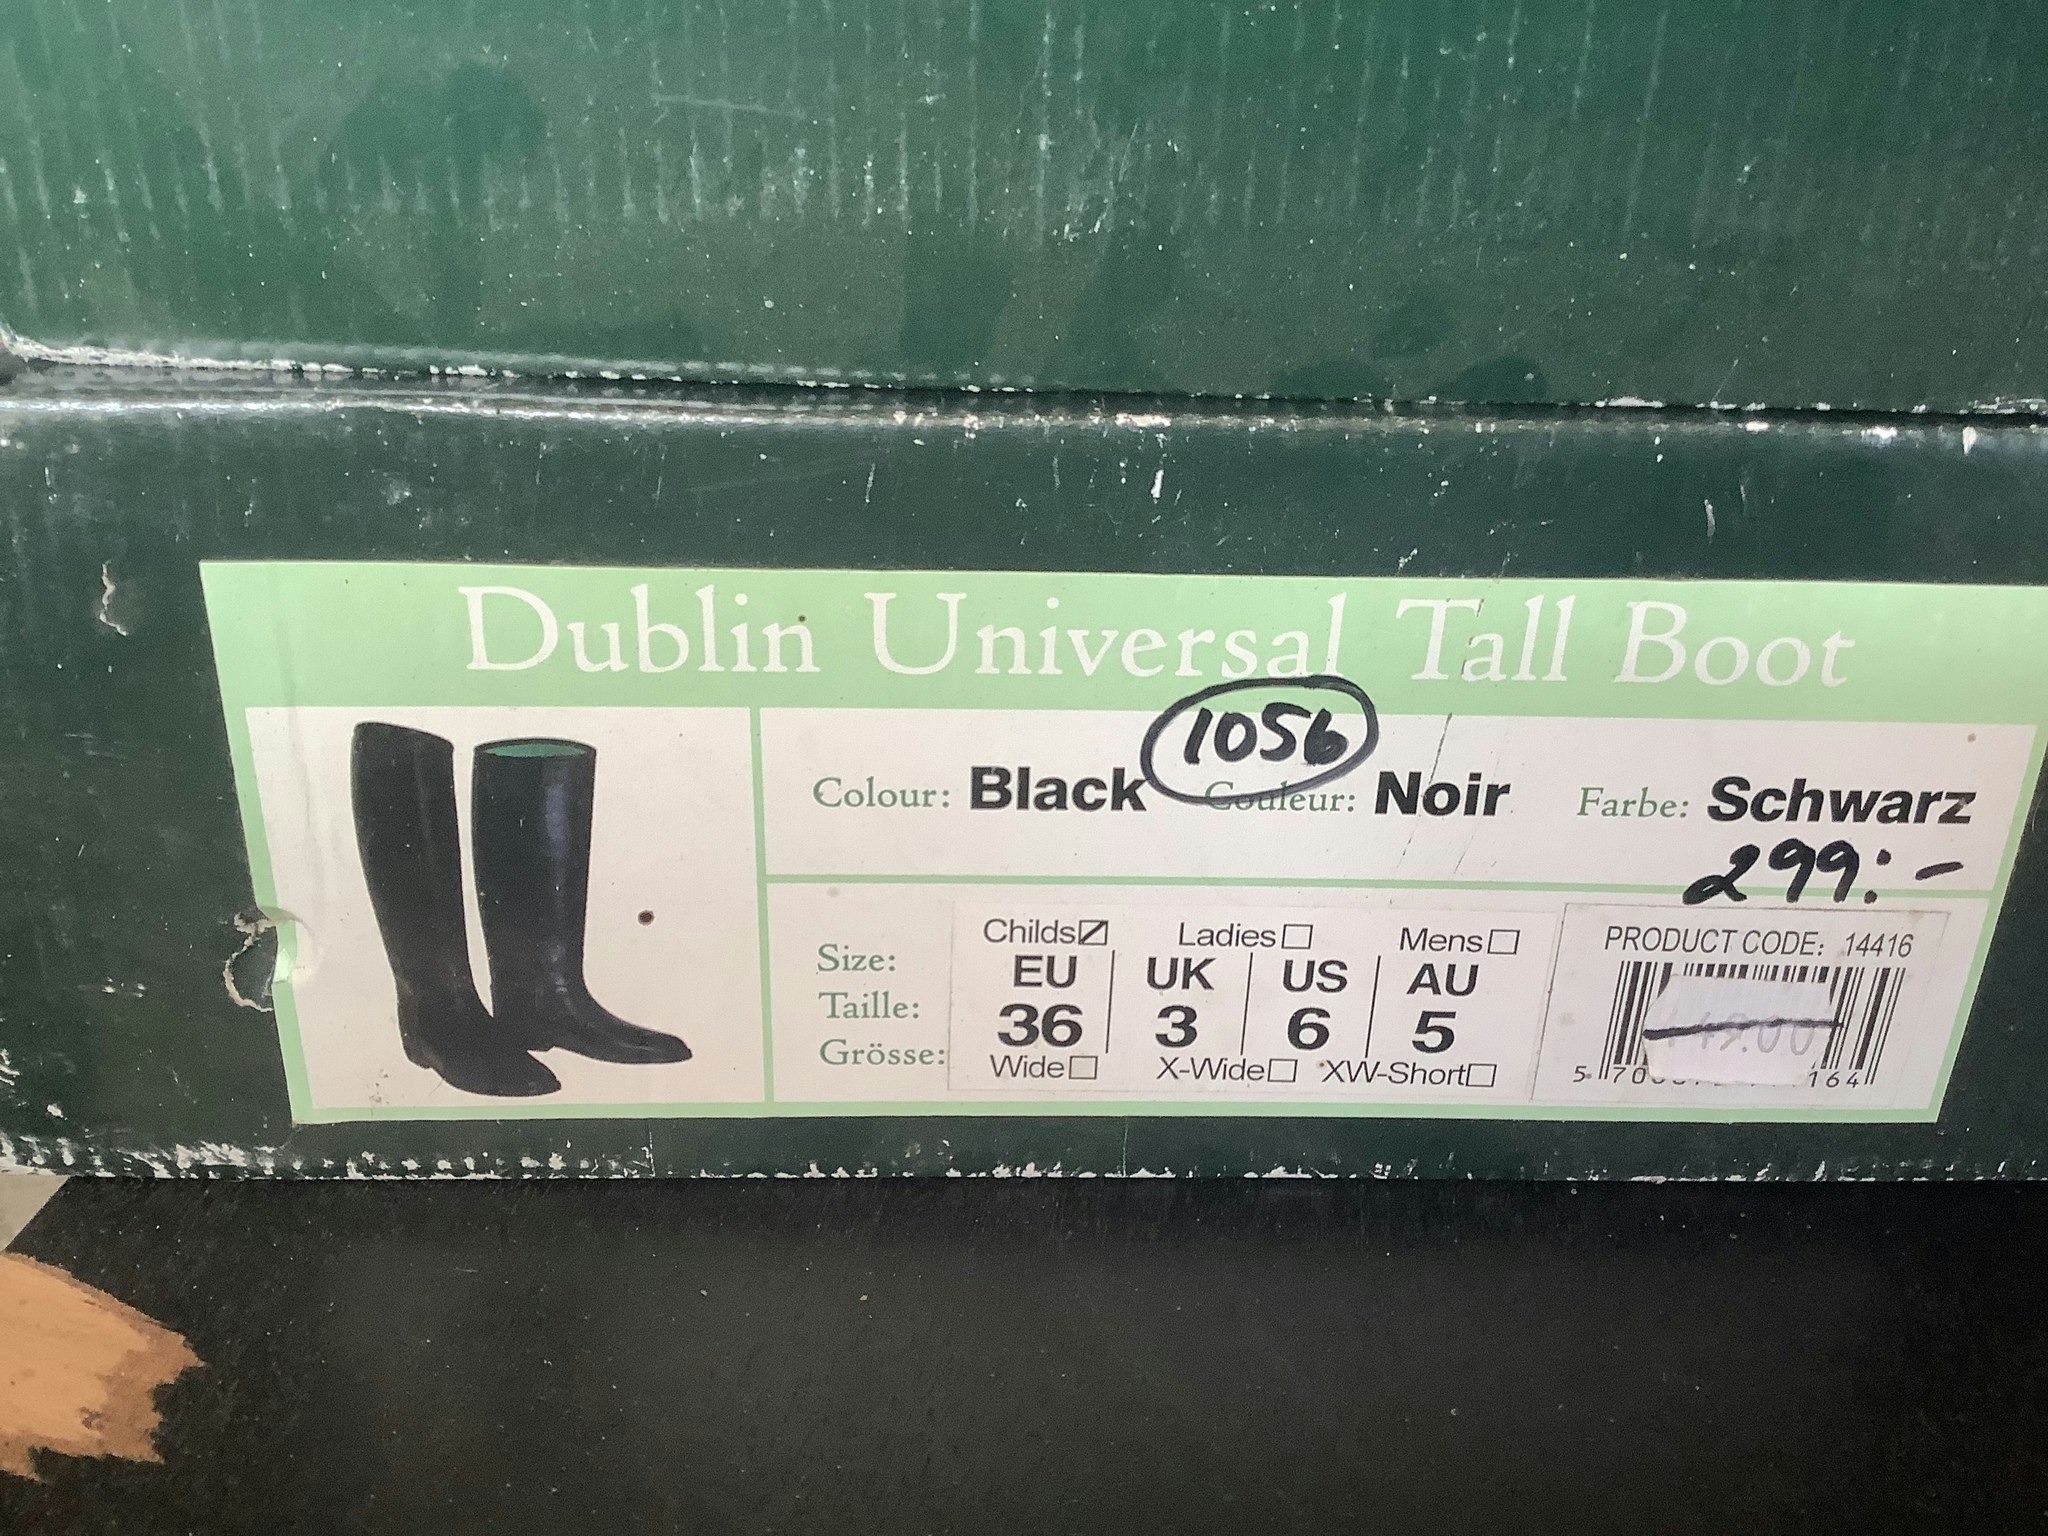 Dublin Universal Tall Boot
1056
Colour: Black Couleur: Noir Farbe: Schwarz
299:-
Childs Ladies Mens
Size: EU UK US AU
Taille: 36 3 6 5
Grösse: Wide X-Wide XW-Short
PRODUCT CODE: 14416